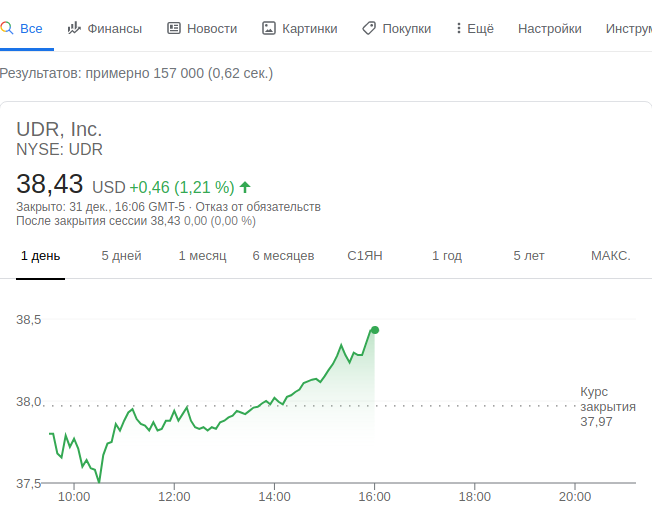 Все Финансы Новости Картинки Покупки Ещё Настройки Инструм
Результатов: примерно 157 000 (0,62 сек.)
UDR, Inc.
NYSE: UDR
38,43 USD +0,46 (1,21 %)
Закрыто: 31 дек., 16:06 GMT-5 · Отказ от обязательств
После закрытия сессии 38,43 0,00 (0,00 %)
1 день 5 дней 1 месяц 6 месяцев С1ЯН 1 год 5 лет МАКС.
38,5
38,0
37,5
Курс
закрытия
37,97
10:00 12:00 14:00 16:00 18:00 20:00